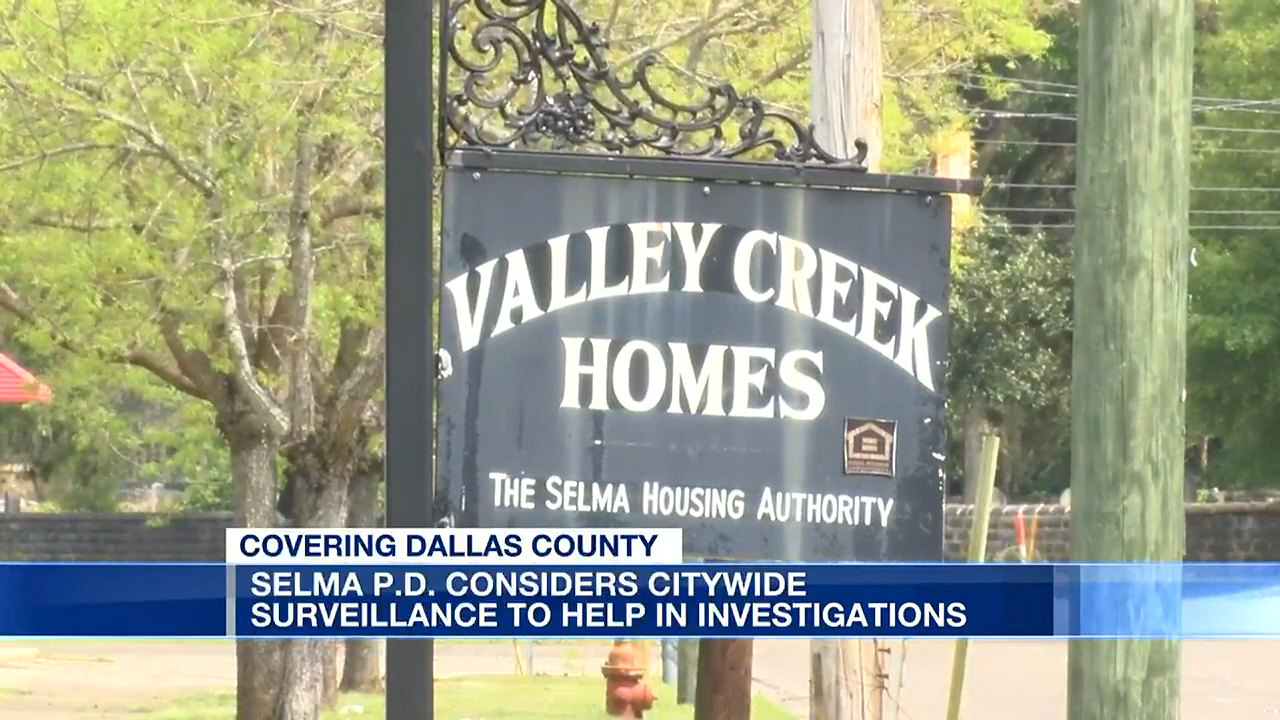 VALLEY CREEK
HOMES
THE SELMA HOUSING AUTHORITY
COVERING DALLAS COUNTY
SELMA P.D. CONSIDERS CITYWIDE
SURVEILLANCE TO HELP IN INVESTIGATIONS